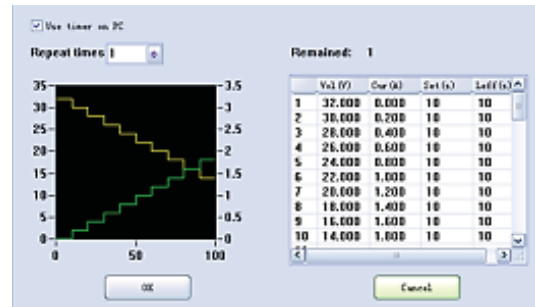 Use timer on PC
Repeat times 1
Remained: 1
35 3.5
30 3
25 2.5
20 2
15 1.5
10 1
5 0.5
0 0
0 50 100
Vol (V) Cur (A) Set (s) Left (s)
1 32.000 0.000 10 10
2 30.000 0.200 10 10
3 28.000 0.400 10 10
4 26.000 0.600 10 10
5 24.000 0.800 10 10
6 22.000 1.000 10 10
7 20.000 1.200 10 10
8 18.000 1.400 10 10
9 16.000 1.600 10 10
10 14.000 1.800 10 10
OK
Cancel